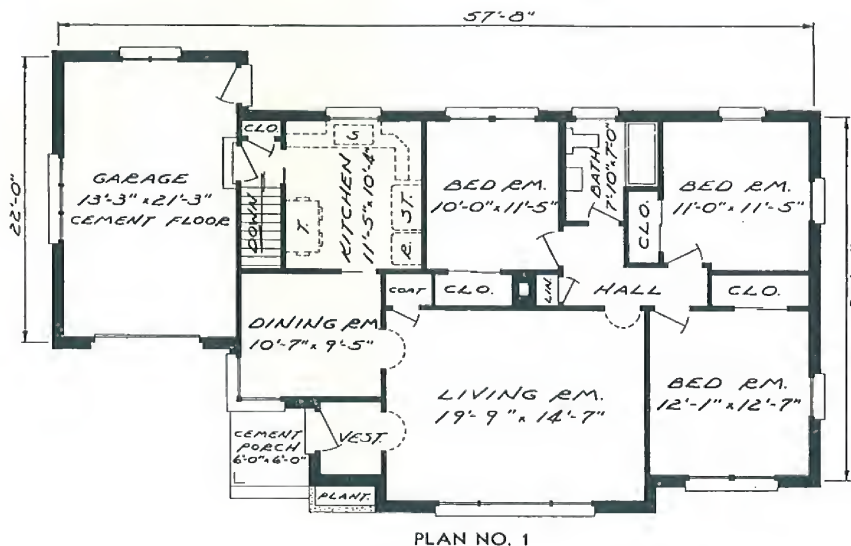 57'-8"
22'-0"
GARAGE
13'-3" x 21'-3"
CEMENT FLOOR
CLO.
DOWN
S
T.
KITCHEN
11'-5" x 10'-4"
ST.
R.
BED RM.
10'-0" x 11'-5"
BATH
7'-10" x 7'-0"
CLO.
BED RM.
11'-0" x 11'-5"
COAT
CLO.
LIN.
HALL
CLO.
DINING RM.
10'-7" x 9'-5"
LIVING RM.
19'-9" x 14'-7"
BED RM.
12'-1" x 12'-7"
CEMENT
PORCH
6'-0" x 6'-0"
VEST.
PLANT.
PLAN NO. 1